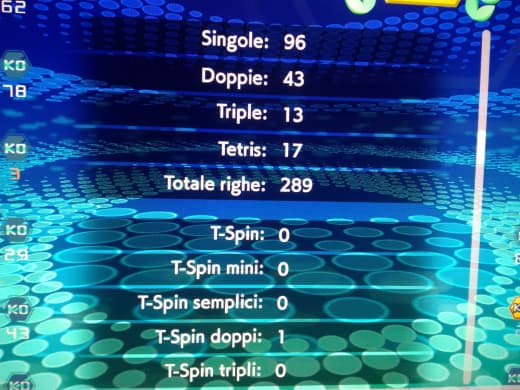 62
Singole: 96
KO
Doppie: 43
78
Triple: 13
KO
Tetris: 17
3
Totale righe: 289
KO
T-Spin: 0
29
T-Spin mini: 0
KO
T-Spin semplici: 0
43
T-Spin doppi: 1
KO
T-Spin tripli: 0